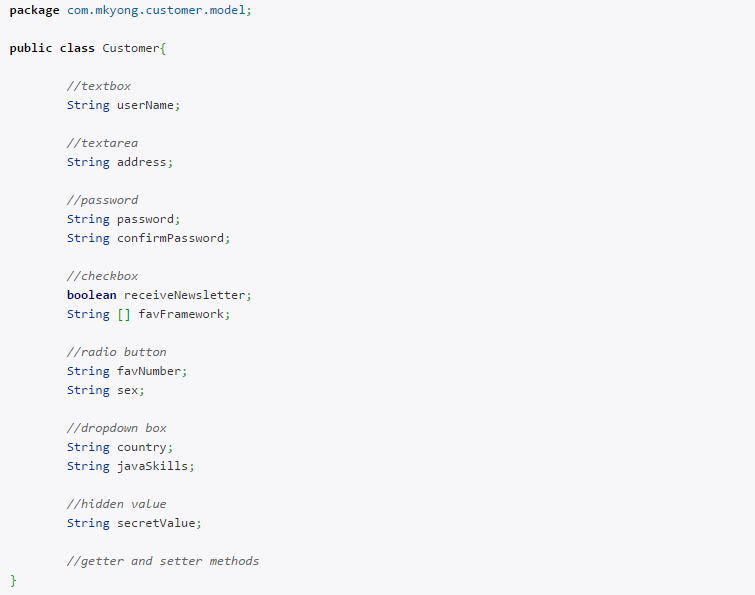 package com.mkyong.customer.model;
public class Customer{
//textbox
String userName;
//textarea
String address;
//password
String password;
String confirmPassword;
//checkbox
boolean receiveNewsletter;
String [] favFramework;
//radio button
String favNumber;
String sex;
//dropdown box
String country;
String javaSkills;
//hidden value
String secretValue;
//getter and setter methods
}